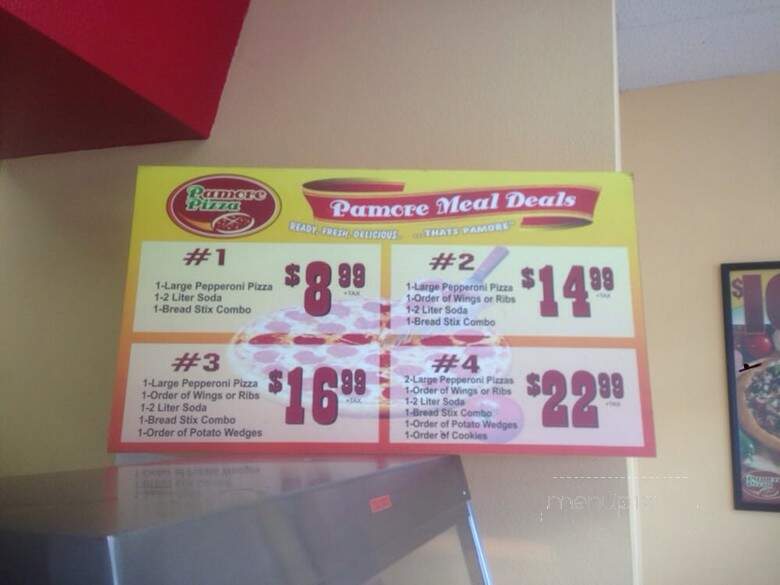 Pamore
Pizza
Pamore Meal Deals
READY, FRESH, DELICIOUS... ...THATS PAMORE"
#1
1-Large Pepperoni Pizza
1-2 Liter Soda
1-Bread Stix Combo
$8.99
+TAX
#2
1-Large Pepperoni Pizza
1-Order of Wings or Ribs
1-2 Liter Soda
1-Bread Stix Combo
$14.99
+TAX
#3
1-Large Pepperoni Pizza
1-Order of Wings or Ribs
1-2 Liter Soda
1-Bread Stix Combo
1-Order of Potato Wedges
$16.99
+TAX
#4
2-Large Pepperoni Pizzas
1-Order of Wings or Ribs
1-2 Liter Soda
1-Bread Stix Combo
1-Order of Potato Wedges
1-Order of Cookies
$22.99
+TAX
Pamore
Pizza